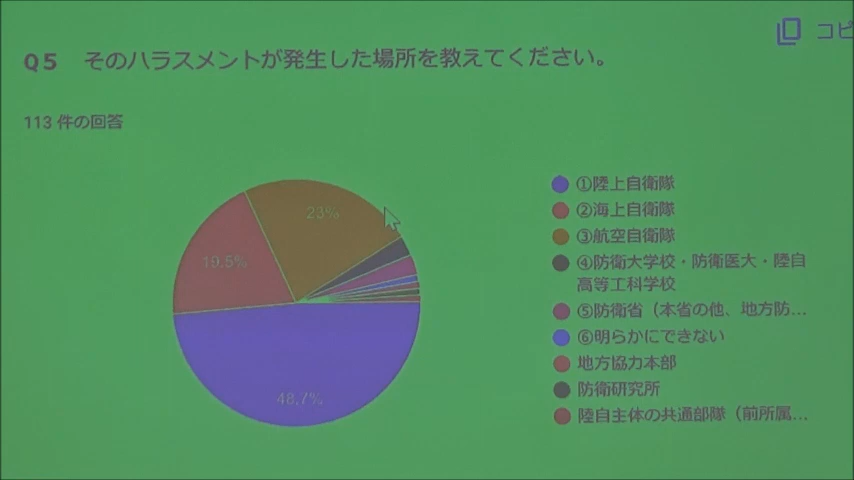 コピ
Q5 そのハラスメントが発生した場所を教えてください。
113 件の回答
23%
19.5%
48.7%
①陸上自衛隊
②海上自衛隊
③航空自衛隊
④防衛大学校・防衛医大・陸自
高等工科学校
⑤防衛省（本省の他、地方防...
⑥明らかにできない
地方協力本部
防衛研究所
陸自主体の共通部隊（前所属...